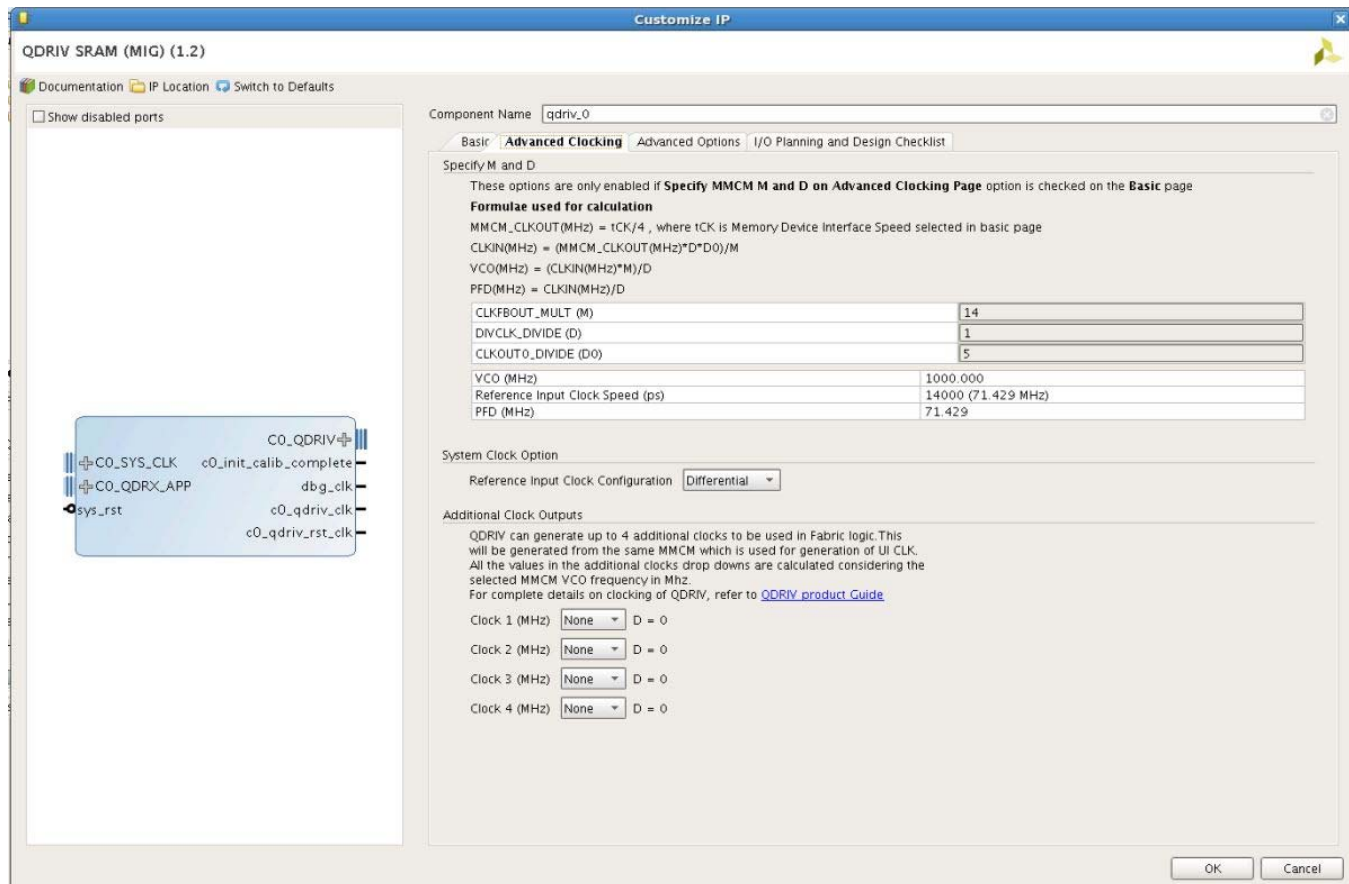 Customize IP
QDRIV SRAM (MIG) (1.2)
Documentation IP Location Switch to Defaults
Show disabled ports
C0_QDRIV
C0_SYS_CLK c0_init_calib_complete
C0_QDRX_APP dbg_clk
sys_rst c0_qdriv_clk
c0_qdriv_rst_clk
Component Name qdriv_0
Basic Advanced Clocking Advanced Options I/O Planning and Design Checklist
Specify M and D
These options are only enabled if Specify MMCM M and D on Advanced Clocking Page option is checked on the Basic page
Formulae used for calculation
MMCM_CLKOUT(MHz) = tCK/4 , where tCK is Memory Device Interface Speed selected in basic page
CLKIN(MHz) = (MMCM_CLKOUT(MHz)*D*D0)/M
VCO(MHz) = (CLKIN(MHz)*M)/D
PFD(MHz) = CLKIN(MHz)/D
CLKFBOUT_MULT (M) 14
DIVCLK_DIVIDE (D) 1
CLKOUT0_DIVIDE (D0) 5
VCO (MHz) 1000.000
Reference Input Clock Speed (ps) 14000 (71.429 MHz)
PFD (MHz) 71.429
System Clock Option
Reference Input Clock Configuration Differential
Additional Clock Outputs
QDRIV can generate up to 4 additional clocks to be used in Fabric logic.This
will be generated from the same MMCM which is used for generation of UI CLK.
All the values in the additional clocks drop downs are calculated considering the
selected MMCM VCO frequency in Mhz.
For complete details on clocking of QDRIV, refer to QDRIV product Guide
Clock 1 (MHz) None D = 0
Clock 2 (MHz) None D = 0
Clock 3 (MHz) None D = 0
Clock 4 (MHz) None D = 0
OK Cancel